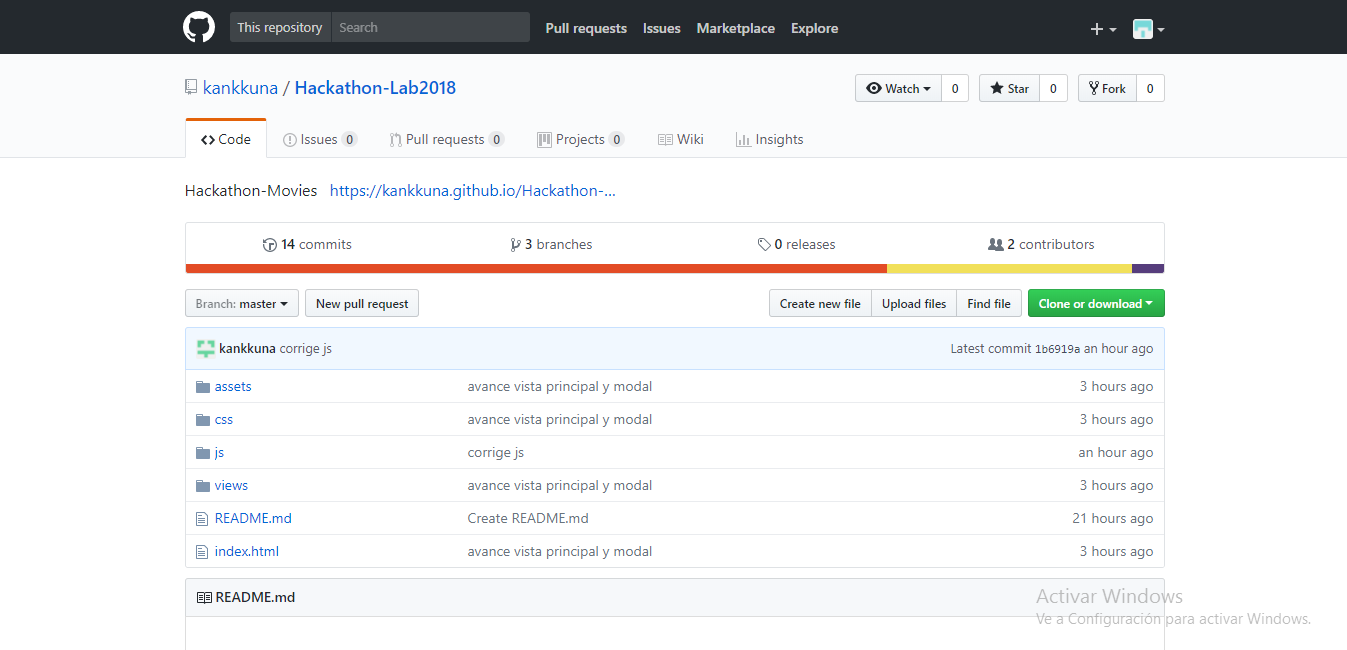 This repository Search Pull requests Issues Marketplace Explore
kankkuna / Hackathon-Lab2018 Watch 0 Star 0 Fork 0
Code Issues 0 Pull requests 0 Projects 0 Wiki Insights
Hackathon-Movies https://kankkuna.github.io/Hackathon-...
14 commits 3 branches 0 releases 2 contributors
Branch: master New pull request Create new file Upload files Find file Clone or download
kankkuna corrige js Latest commit 1b6919a an hour ago
assets avance vista principal y modal 3 hours ago
css avance vista principal y modal 3 hours ago
js corrige js an hour ago
views avance vista principal y modal 3 hours ago
README.md Create README.md 21 hours ago
index.html avance vista principal y modal 3 hours ago
README.md
Activar Windows
Ve a Configuración para activar Windows.